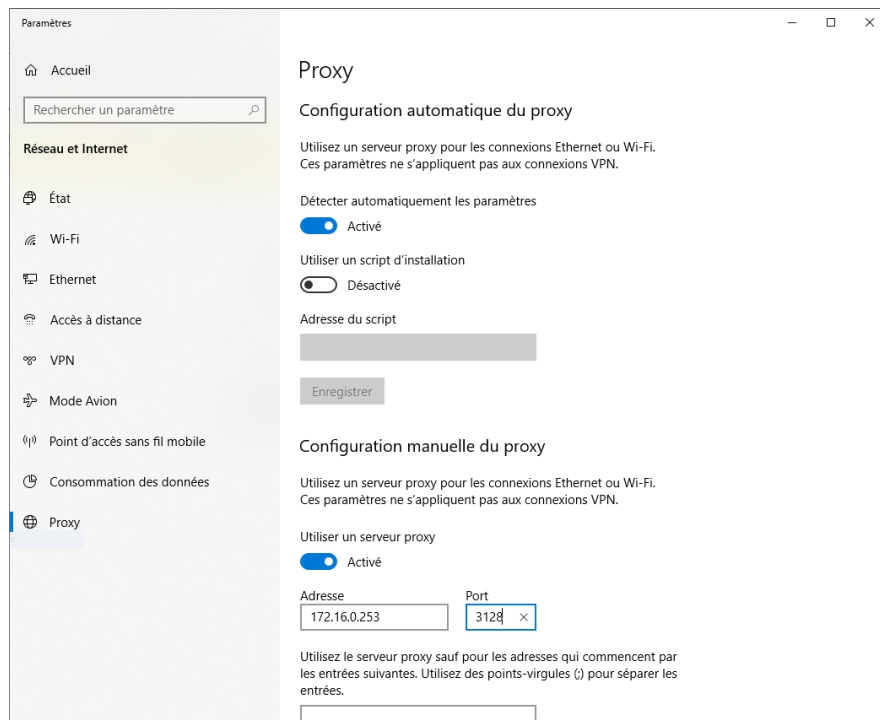 Paramètres
Accueil
Rechercher un paramètre
Réseau et Internet
État
Wi-Fi
Ethernet
Accès à distance
VPN
Mode Avion
Point d’accès sans fil mobile
Consommation des données
Proxy
Proxy
Configuration automatique du proxy
Utilisez un serveur proxy pour les connexions Ethernet ou Wi-Fi.
Ces paramètres ne s’appliquent pas aux connexions VPN.
Détecter automatiquement les paramètres
Activé
Utiliser un script d’installation
Désactivé
Adresse du script
Enregistrer
Configuration manuelle du proxy
Utilisez un serveur proxy pour les connexions Ethernet ou Wi-Fi.
Ces paramètres ne s’appliquent pas aux connexions VPN.
Utiliser un serveur proxy
Activé
Adresse Port
172.16.0.253 3128
Utilisez le serveur proxy sauf pour les adresses qui commencent par
les entrées suivantes. Utilisez des points-virgules (;) pour séparer les
entrées.